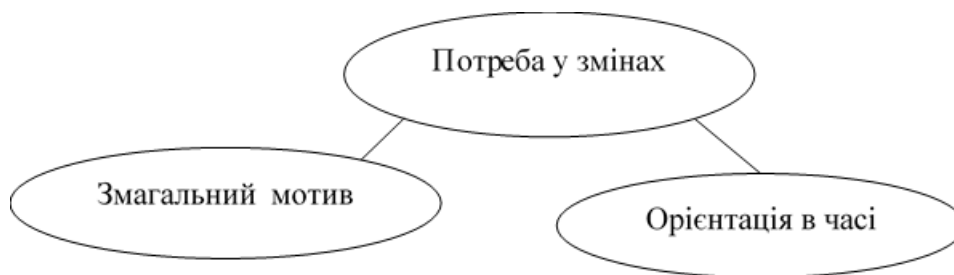 Потреба у змінах
Змагальний мотив
Орієнтація в часі